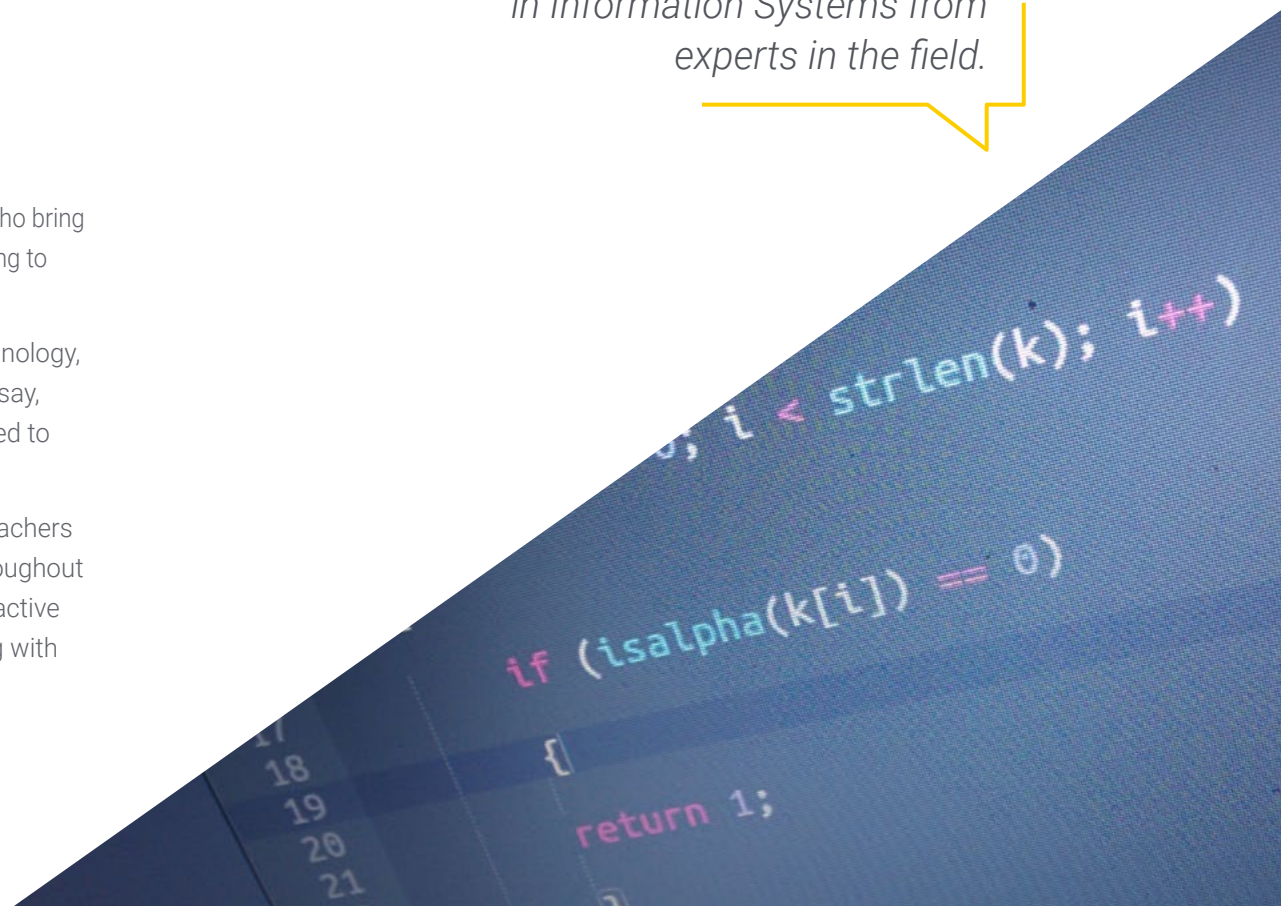 in Information Systems from
experts in the field.
ho bring
ng to
nology,
say,
ed to
achers
oughout
active
g with
; i < strlen(k); i++)
if (isalpha(k[i]) == 0)
{
return 1;
}
17
18
19
20
21